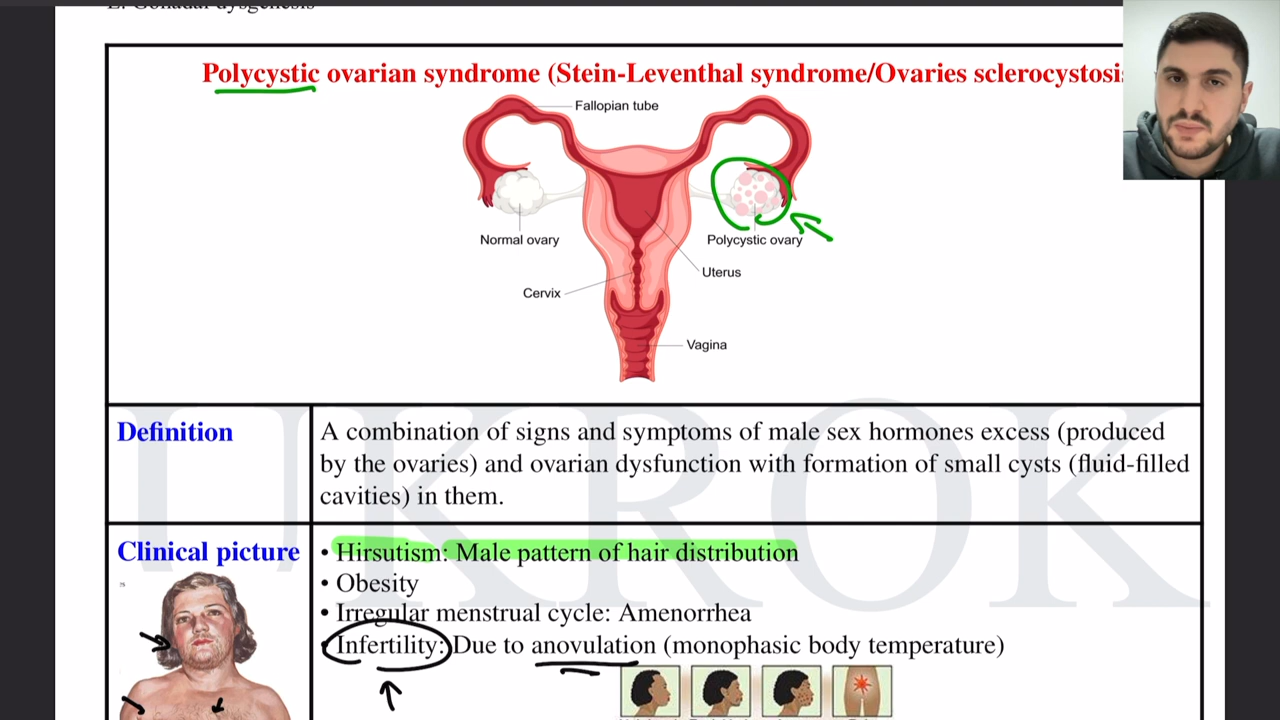 Polycystic ovarian syndrome (Stein-Leventhal syndrome/Ovaries sclerocystosi
Fallopian tube
Normal ovary
Polycystic ovary
Uterus
Cervix
Vagina
Definition
A combination of signs and symptoms of male sex hormones excess (produced
by the ovaries) and ovarian dysfunction with formation of small cysts (fluid-filled
cavities) in them.
Clinical picture
• Hirsutism: Male pattern of hair distribution
• Obesity
• Irregular menstrual cycle: Amenorrhea
• Infertility: Due to anovulation (monophasic body temperature)
UKROK